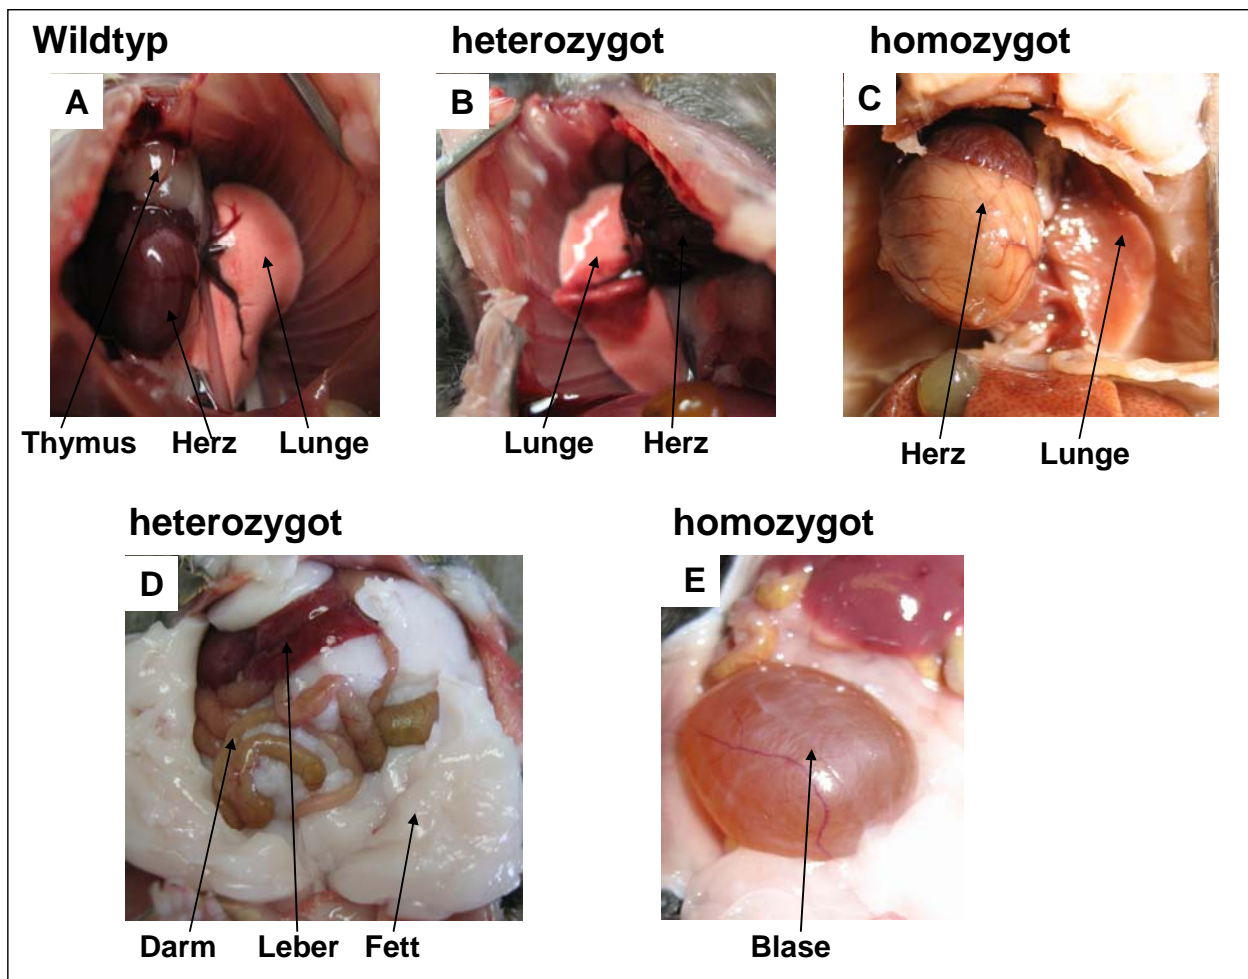 Wildtyp heterozygot homozygot
A B C
Thymus Herz Lunge Lunge Herz Herz Lunge
heterozygot homozygot
D E
Darm Leber Fett Blase